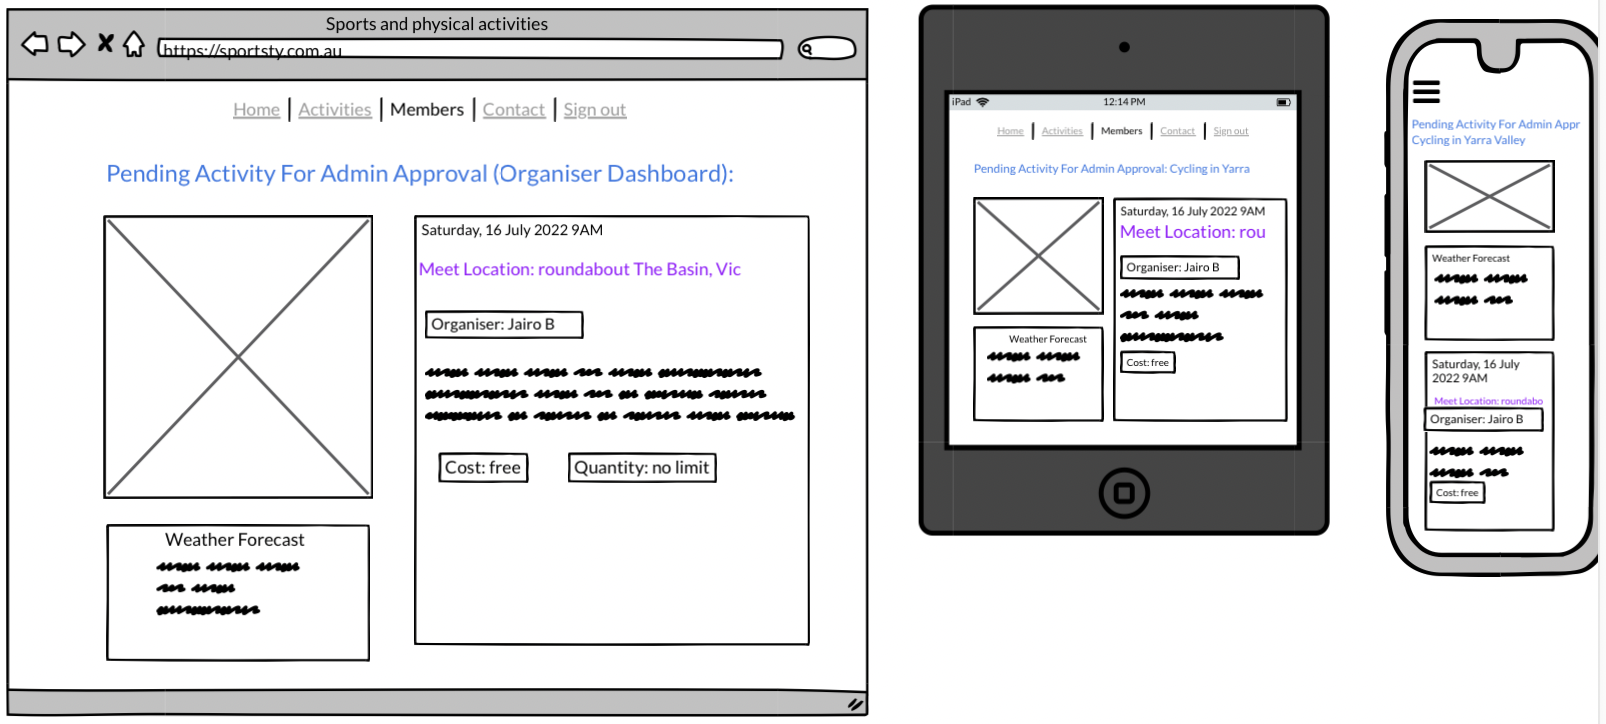 Sports and physical activities
https://sportsty.com.au
Home | Activities | Members | Contact | Sign out
Pending Activity For Admin Approval (Organiser Dashboard):
Saturday, 16 July 2022 9AM
Meet Location: roundabout The Basin, Vic
Organiser: Jairo B
Cost: free
Quantity: no limit
Weather Forecast
iPad
12:14 PM
Home | Activities | Members | Contact | Sign out
Pending Activity For Admin Approval: Cycling in Yarra
Saturday, 16 July 2022 9AM
Meet Location: rou
Organiser: Jairo B
Cost: free
Weather Forecast
Pending Activity For Admin Appr
Cycling in Yarra Valley
Weather Forecast
Saturday, 16 July
2022 9AM
Meet Location: roundabo
Organiser: Jairo B
Cost: free